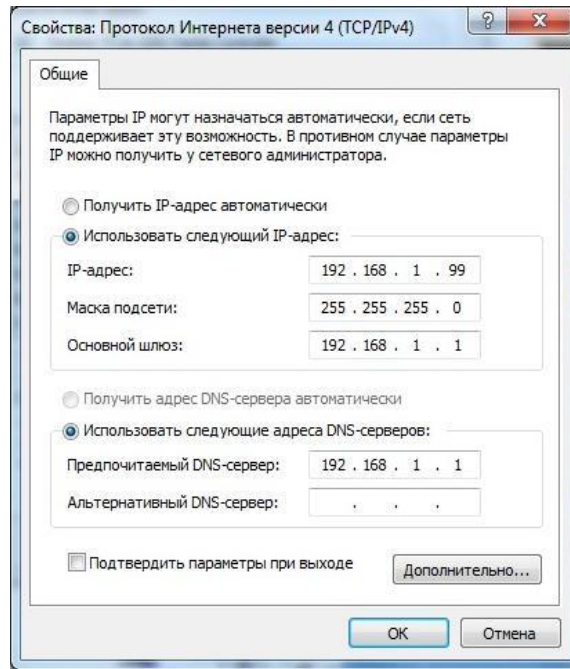 Свойства: Протокол Интернета версии 4 (TCP/IPv4)
Общие
Параметры IP могут назначаться автоматически, если сеть
поддерживает эту возможность. В противном случае параметры
IP можно получить у сетевого администратора.
Получить IP-адрес автоматически
Использовать следующий IP-адрес:
IP-адрес: 192 . 168 . 1 . 99
Маска подсети: 255 . 255 . 255 . 0
Основной шлюз: 192 . 168 . 1 . 1
Получить адрес DNS-сервера автоматически
Использовать следующие адреса DNS-серверов:
Предпочитаемый DNS-сервер: 192 . 168 . 1 . 1
Альтернативный DNS-сервер: . . .
Подтвердить параметры при выходе
Дополнительно...
ОК Отмена